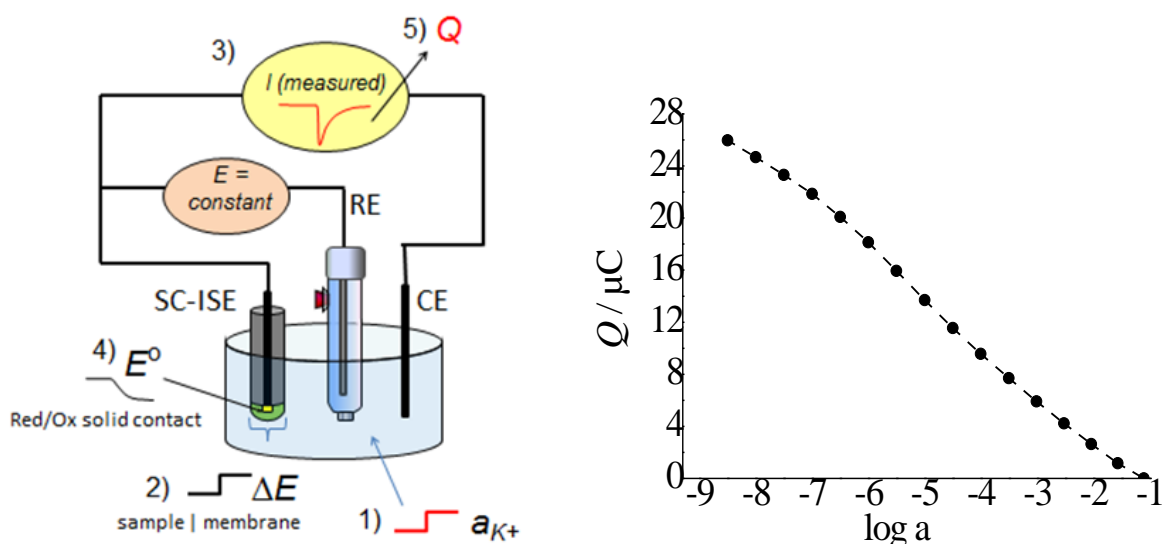 3)
5) Q
I (measured)
E =
constant
RE
SC-ISE
CE
4) Eº
Red/Ox solid contact
2) ΔE
sample | membrane
1) aK+
28
24
20
16
12
8
4
0
Q / μC
-9 -8 -7 -6 -5 -4 -3 -2 -1
log a